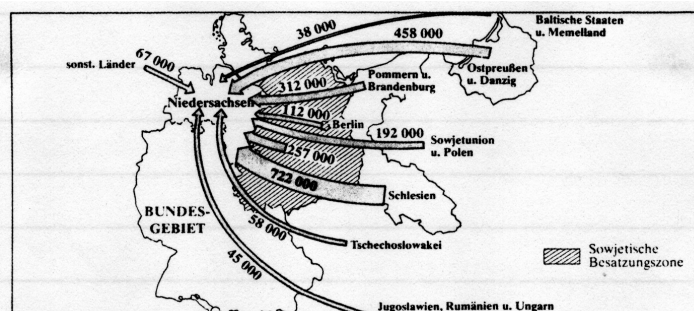 Baltische Staaten
u. Memelland
38 000
458 000
67 000
sonst. Länder
Ostpreußen
u. Danzig
Pommern u.
Brandenburg
312 000
Niedersachsen
112 000
Berlin
192 000
Sowjetunion
u. Polen
257 000
722 000
Schlesien
BUNDES-
GEBIET
58 000
Tschechoslowakei
45 000
Sowjetische
Besatzungszone
Jugoslawien, Rumänien u. Ungarn